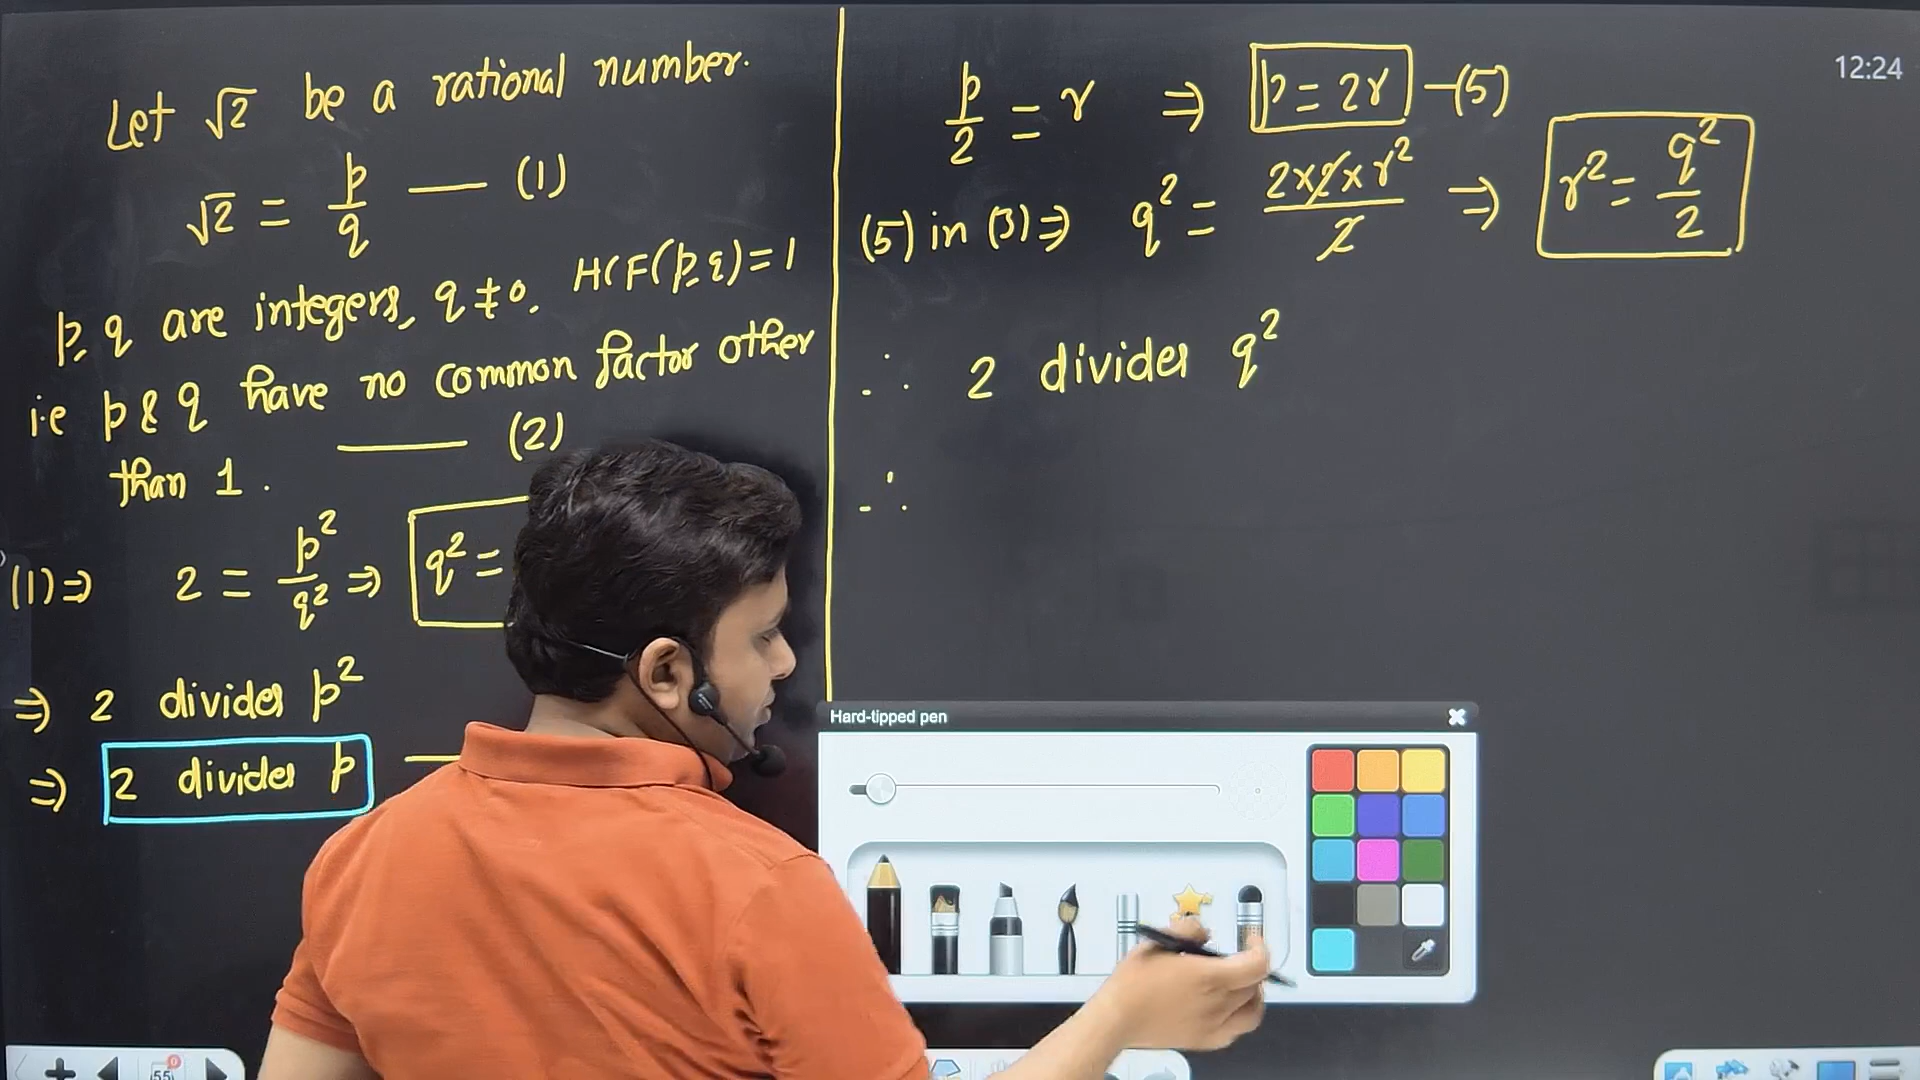 Let √2 be a rational number.
√2 = p/q —— (1)
p, q are integers, q ≠ 0. HCF(p, q) = 1
i.e p & q have no common factor other
than 1. —— (2)
(1) ⇒ 2 = p²/q² ⇒ q² =
⇒ 2 divides p²
⇒ 2 divides p —
p/2 = r ⇒ p = 2r — (5)
(5) in (3) ⇒ q² = 2×2×r²/2 ⇒ r² = q²/2
∴ 2 divides q²
∴
12:24
Hard-tipped pen
55
0